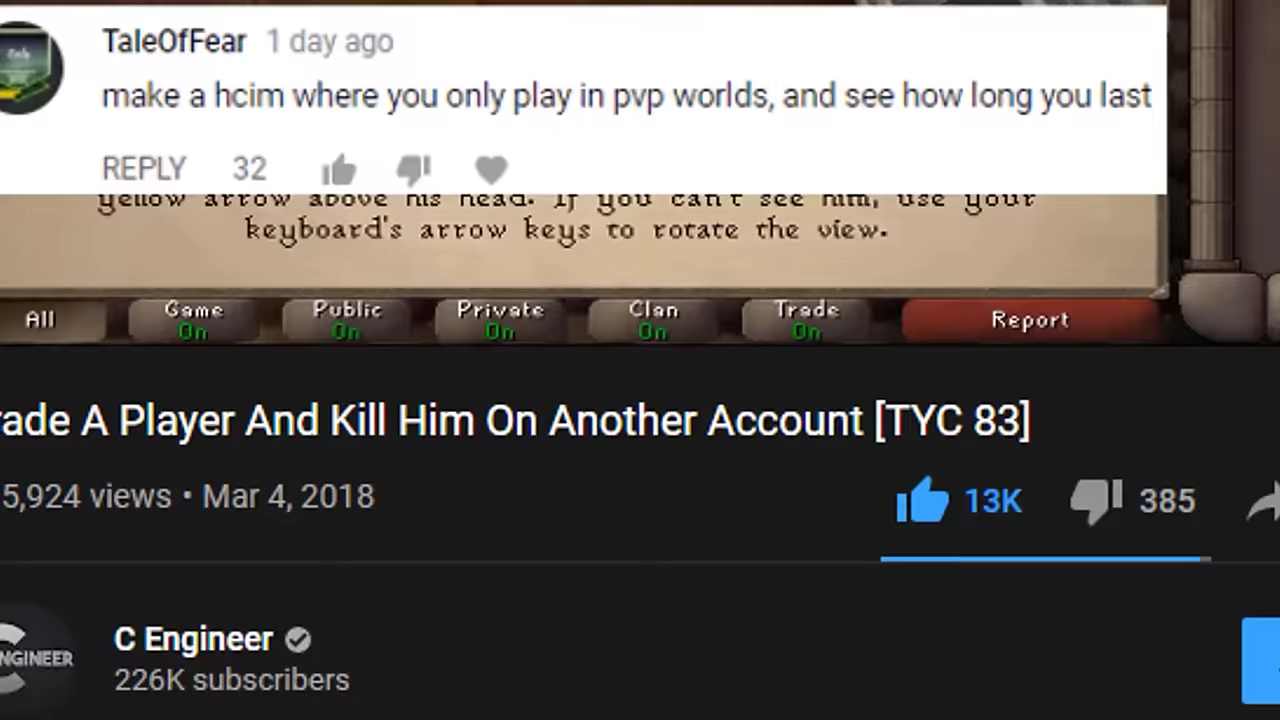 TaleOfFear 1 day ago
make a hcim where you only play in pvp worlds, and see how long you last
REPLY 32
yellow arrow above his head. If you can't see him, use your
keyboard's arrow keys to rotate the view.
All Game Public Private Clan Trade Report
On On On On On
rade A Player And Kill Him On Another Account [TYC 83]
5,924 views • Mar 4, 2018
13K 385
C Engineer
NGINEER
226K subscribers